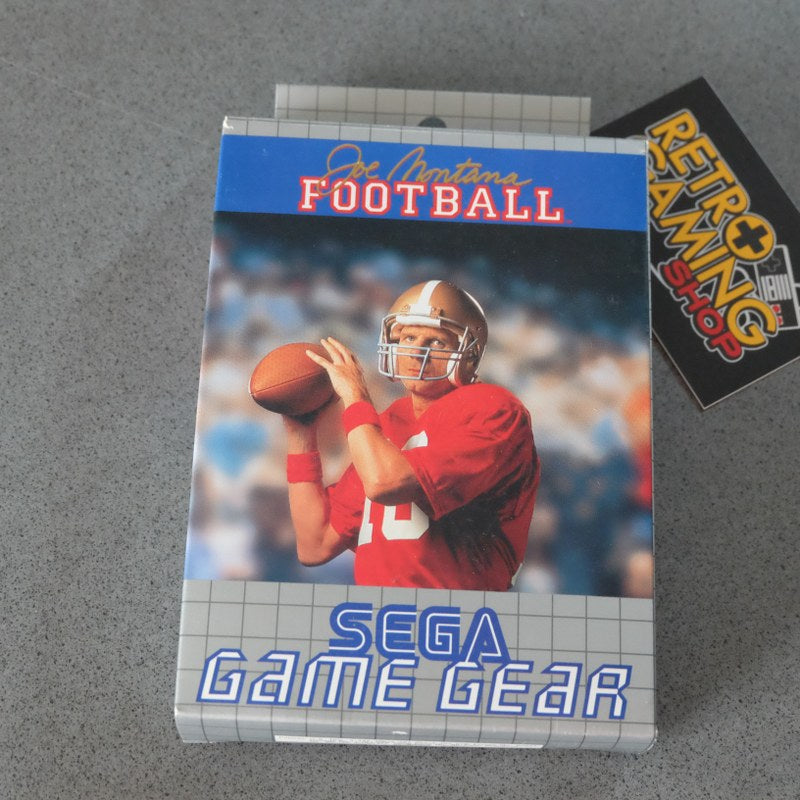 Joe Montana
FOOTBALL
RETRO
GAMING
SHOP
16
SEGA
GAME GEAR